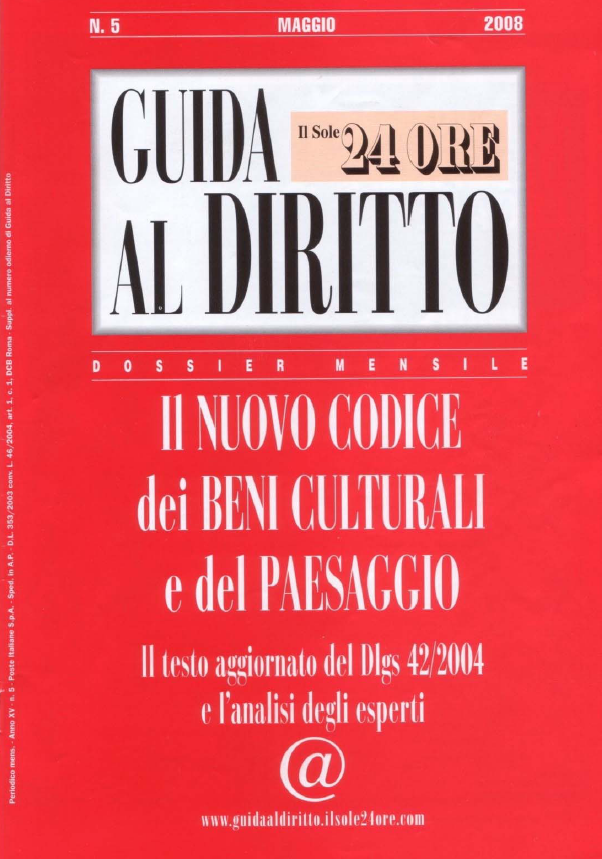 N. 5 MAGGIO 2008
GUIDA
Il Sole 24 ORE
AL DIRITTO
DOSSIER MENSILE
Il NUOVO CODICE
dei BENI CULTURALI
e del PAESAGGIO
Il testo aggiornato del Dlgs 42/2004
e l'analisi degli esperti
@
www.guidaaldiritto.ilsole24ore.com
Periodico mens. - Anno XV - n. 5 - Poste Italiane S.p.A. - Sped. in A.P. - D.L. 353/2003 conv. L. 46/2004, art. 1, c. 1, DCB Roma - Suppl. al numero odierno di Guida al Diritto